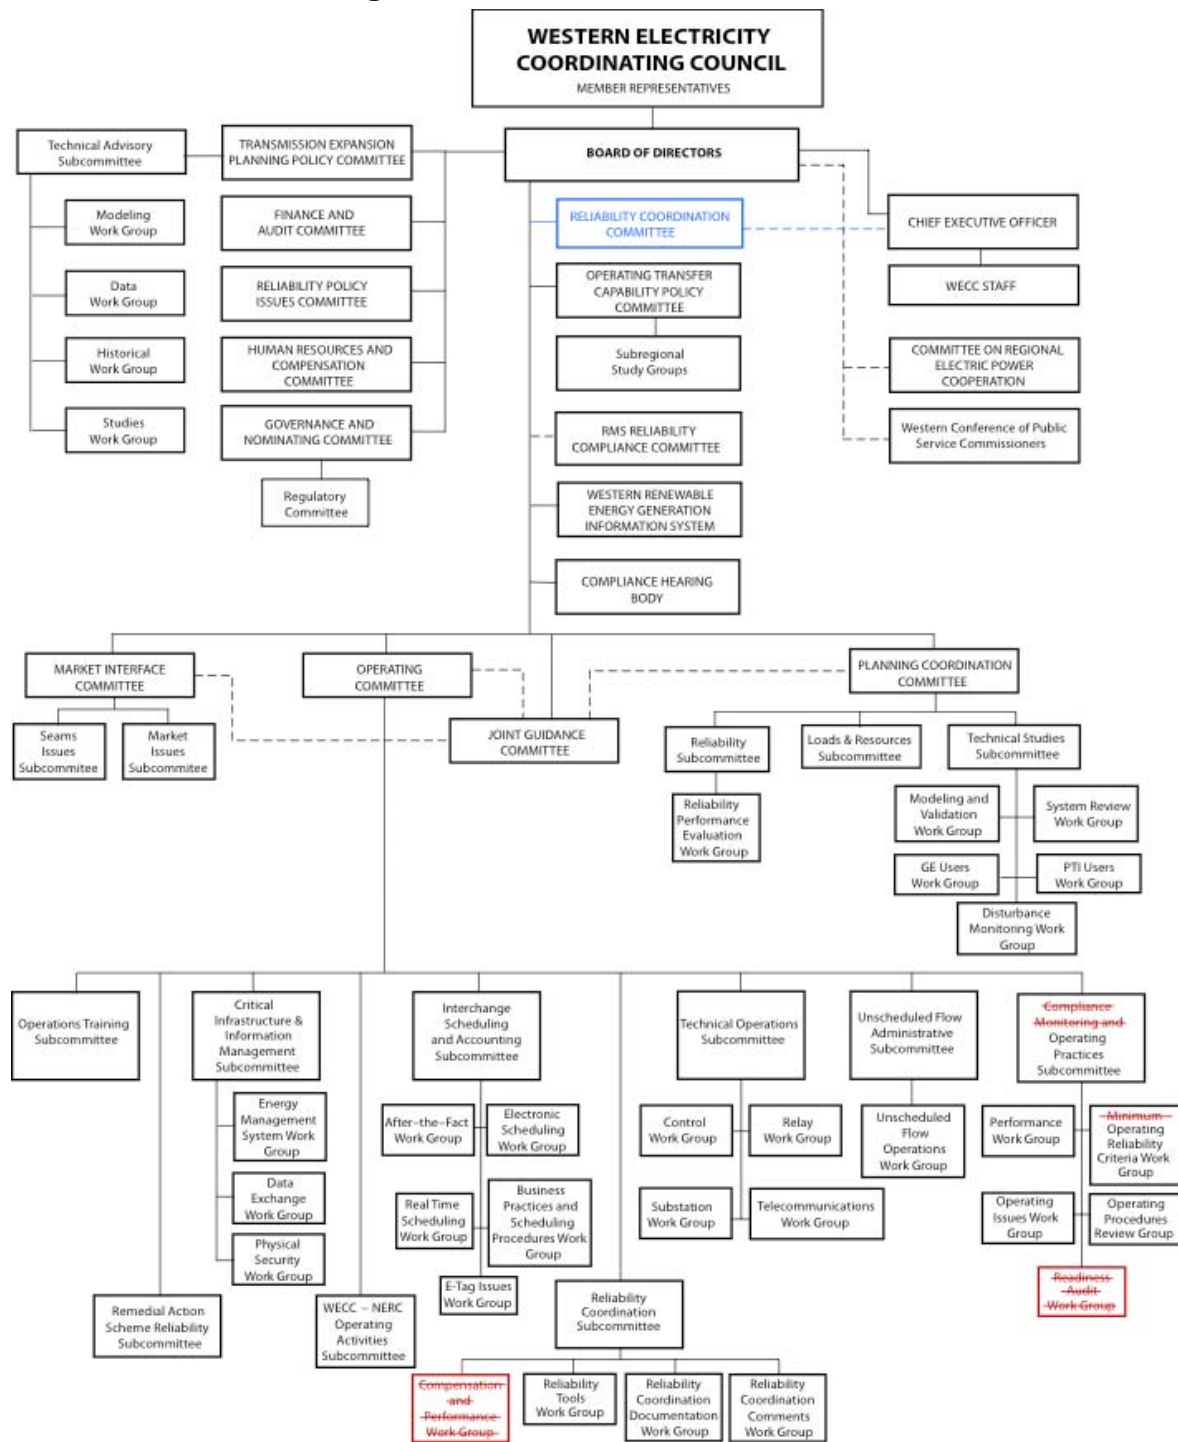 WESTERN ELECTRICITY
COORDINATING COUNCIL
MEMBER REPRESENTATIVES
Technical Advisory
Subcommittee
TRANSMISSION EXPANSION
PLANNING POLICY COMMITTEE
BOARD OF DIRECTORS
Modeling
Work Group
FINANCE AND
AUDIT COMMITTEE
RELIABILITY COORDINATION
COMMITTEE
CHIEF EXECUTIVE OFFICER
Data
Work Group
RELIABILITY POLICY
ISSUES COMMITTEE
OPERATING TRANSFER
CAPABILITY POLICY
COMMITTEE
WECC STAFF
Historical
Work Group
HUMAN RESOURCES AND
COMPENSATION
COMMITTEE
Subregional
Study Groups
COMMITTEE ON REGIONAL
ELECTRIC POWER
COOPERATION
Studies
Work Group
GOVERNANCE AND
NOMINATING COMMITTEE
RMS RELIABILITY
COMPLIANCE COMMITTEE
Western Conference of Public
Service Commissioners
Regulatory
Committee
WESTERN RENEWABLE
ENERGY GENERATION
INFORMATION SYSTEM
COMPLIANCE HEARING
BODY
MARKET INTERFACE
COMMITTEE
OPERATING
COMMITTEE
PLANNING COORDINATION
COMMITTEE
Seams
Issues
Subcommitee
Market
Issues
Subcommitee
JOINT GUIDANCE
COMMITTEE
Reliability
Subcommittee
Loads & Resources
Subcommittee
Technical Studies
Subcommittee
Reliability
Performance
Evaluation
Work Group
Modeling and
Validation
Work Group
System Review
Work Group
GE Users
Work Group
PTI Users
Work Group
Disturbance
Monitoring Work
Group
Operations Training
Subcommittee
Critical
Infrastructure &
Information
Management
Subcommittee
Interchange
Scheduling
and Accounting
Subcommittee
Technical Operations
Subcommittee
Unscheduled Flow
Administrative
Subcommittee
Compliance
Monitoring and
Operating
Practices
Subcommittee
Energy
Management
System Work
Group
After-the-Fact
Work Group
Electronic
Scheduling
Work Group
Control
Work Group
Relay
Work Group
Unscheduled
Flow
Operations
Work Group
Performance
Work Group
Minimum
Operating
Reliability
Criteria Work
Group
Data
Exchange
Work Group
Real Time
Scheduling
Work Group
Business
Practices and
Scheduling
Procedures Work
Group
Substation
Work Group
Telecommunications
Work Group
Operating
Issues Work
Group
Operating
Procedures
Review Group
Physical
Security
Work Group
E-Tag Issues
Work Group
Readiness
Audit
Work Group
Remedial Action
Scheme Reliability
Subcommittee
WECC – NERC
Operating
Activities
Subcommittee
Reliability
Coordination
Subcommittee
Compensation
and
Performance
Work Group
Reliability
Tools
Work Group
Reliability
Coordination
Documentation
Work Group
Reliability
Coordination
Comments
Work Group